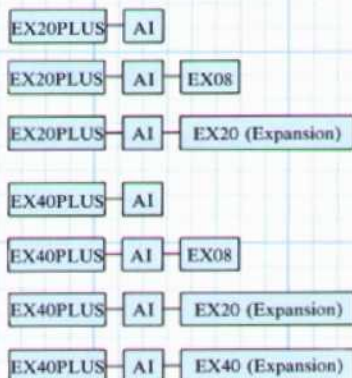 EX20PLUS AI
EX20PLUS AI EX08
EX20PLUS AI EX20 (Expansion)
EX40PLUS AI
EX40PLUS AI EX08
EX40PLUS AI EX20 (Expansion)
EX40PLUS AI EX40 (Expansion)